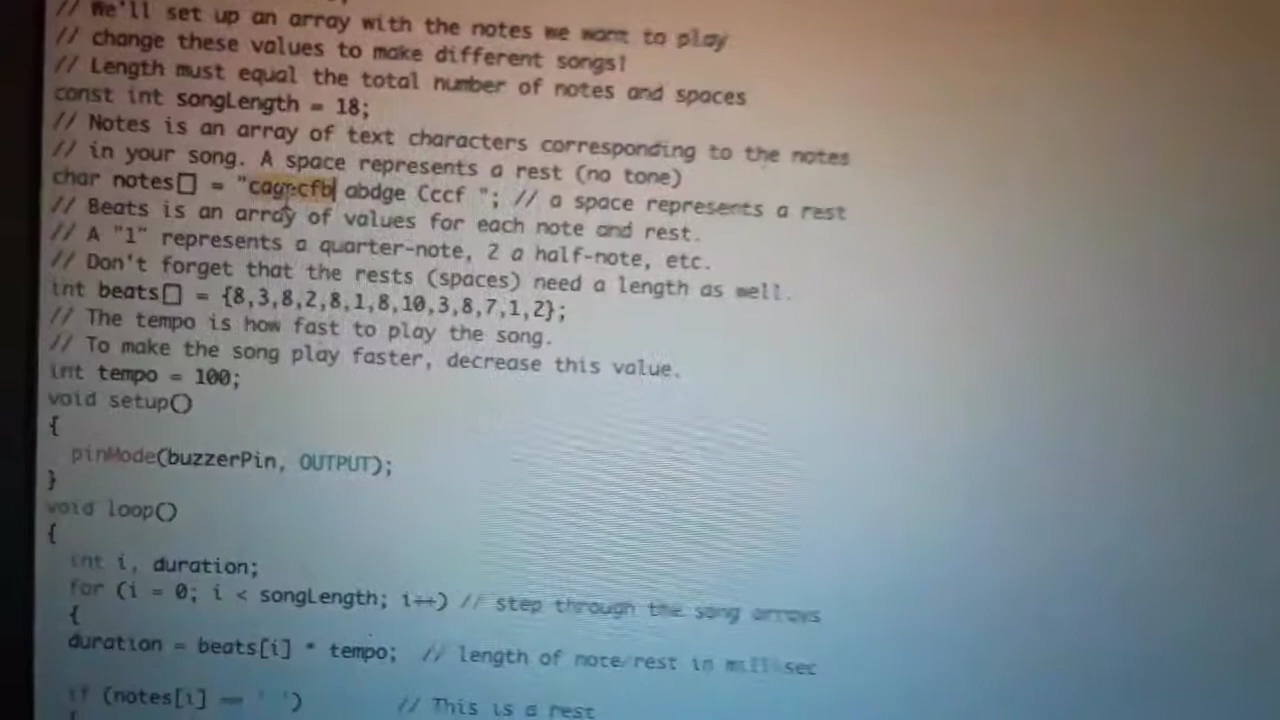 // We'll set up an array with the notes we want to play
// change these values to make different songs!
// Length must equal the total number of notes and spaces
const int songLength = 18;
// Notes is an array of text characters corresponding to the notes
// in your song. A space represents a rest (no tone)
char notes[] = " abdge Cccf "; // a space represents a rest
// Beats is an array of values for each note and rest.
// A "1" represents a quarter-note, 2 a half-note, etc.
// Don't forget that the rests (spaces) need a length as well.
int beats[] = {8,3,8,2,8,1,8,10,3,8,7,1,2};
// The tempo is how fast to play the song.
// To make the song play faster, decrease this value.
int tempo = 100;
void setup()
{
pinMode(buzzerPin, OUTPUT);
}
void loop()
{
int i, duration;
for (i = 0; i < songLength; i++) // step through the song arrays
{
duration = beats[i] * tempo; // length of note/rest in milli sec
if (notes[i] == ' ') // This is a rest
{